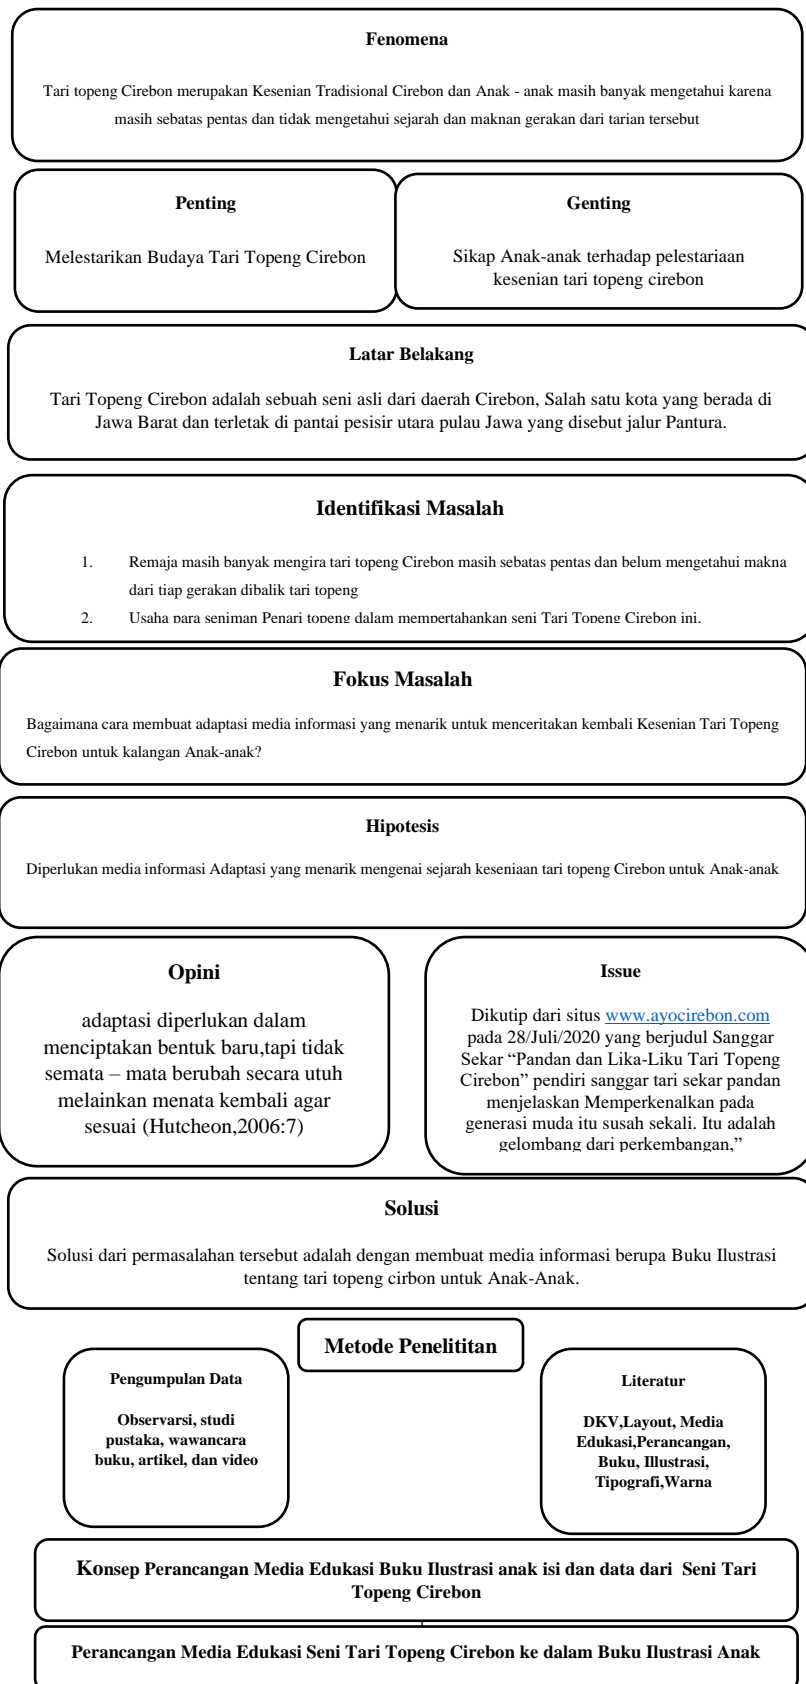 Fenomena
Tari topeng Cirebon merupakan Kesenian Tradisional Cirebon dan Anak - anak masih banyak mengetahui karena
masih sebatas pentas dan tidak mengetahui sejarah dan maknan gerakan dari tarian tersebut
Penting
Melestarikan Budaya Tari Topeng Cirebon
Genting
Sikap Anak-anak terhadap pelestariaan
kesenian tari topeng cirebon
Latar Belakang
Tari Topeng Cirebon adalah sebuah seni asli dari daerah Cirebon, Salah satu kota yang berada di
Jawa Barat dan terletak di pantai pesisir utara pulau Jawa yang disebut jalur Pantura.
Identifikasi Masalah
1. Remaja masih banyak mengira tari topeng Cirebon masih sebatas pentas dan belum mengetahui makna
dari tiap gerakan dibalik tari topeng
2. Usaha para seniman Penari topeng dalam mempertahankan seni Tari Topeng Cirebon ini.
Fokus Masalah
Bagaimana cara membuat adaptasi media informasi yang menarik untuk menceritakan kembali Kesenian Tari Topeng
Cirebon untuk kalangan Anak-anak?
Hipotesis
Diperlukan media informasi Adaptasi yang menarik mengenai sejarah keseniaan tari topeng Cirebon untuk Anak-anak
Opini
adaptasi diperlukan dalam
menciptakan bentuk baru,tapi tidak
semata – mata berubah secara utuh
melainkan menata kembali agar
sesuai (Hutcheon,2006:7)
Issue
Dikutip dari situs www.ayocirebon.com
pada 28/Juli/2020 yang berjudul Sanggar
Sekar “Pandan dan Lika-Liku Tari Topeng
Cirebon” pendiri sanggar tari sekar pandan
menjelaskan Memperkenalkan pada
generasi muda itu susah sekali. Itu adalah
gelombang dari perkembangan,”
Solusi
Solusi dari permasalahan tersebut adalah dengan membuat media informasi berupa Buku Ilustrasi
tentang tari topeng cirbon untuk Anak-Anak.
Metode Penelititan
Pengumpulan Data
Observarsi, studi
pustaka, wawancara
buku, artikel, dan video
Literatur
DKV,Layout, Media
Edukasi,Perancangan,
Buku, Illustrasi,
Tipografi,Warna
Konsep Perancangan Media Edukasi Buku Ilustrasi anak isi dan data dari Seni Tari
Topeng Cirebon
Perancangan Media Edukasi Seni Tari Topeng Cirebon ke dalam Buku Ilustrasi Anak